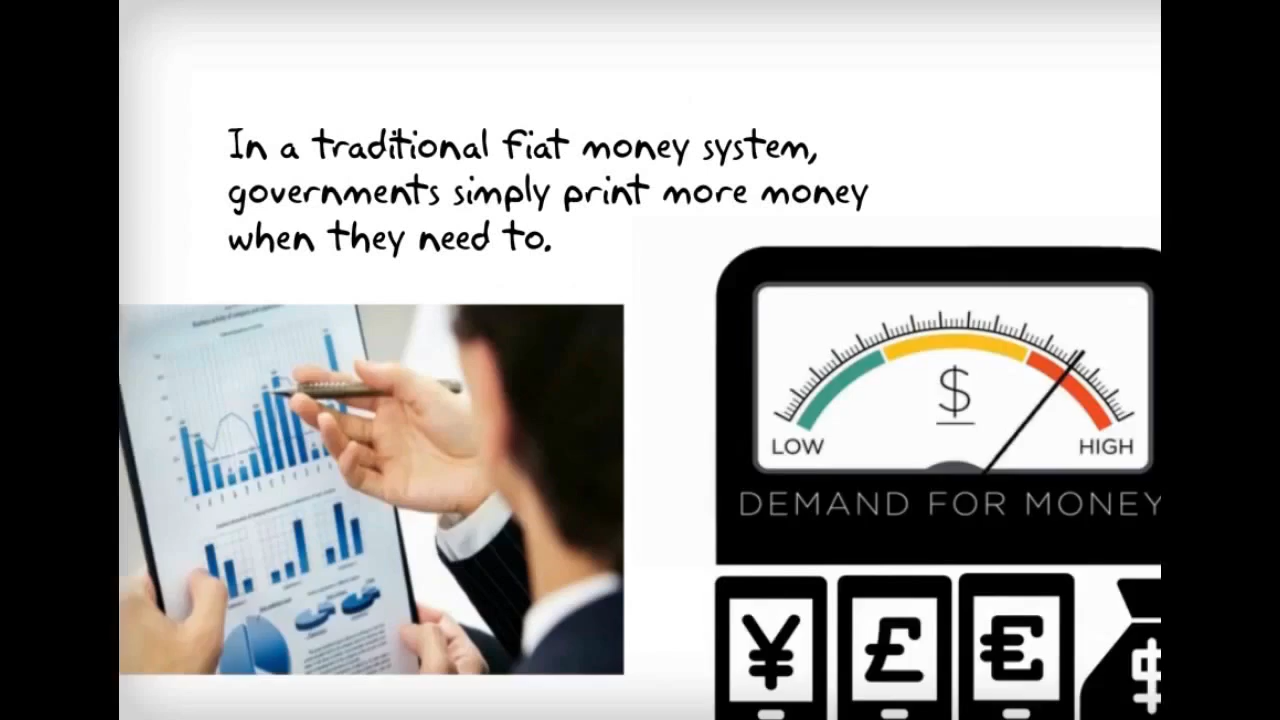 In a traditional fiat money system,
governments simply print more money
when they need to.
$
LOW
HIGH
DEMAND FOR MONEY
¥ £ € $